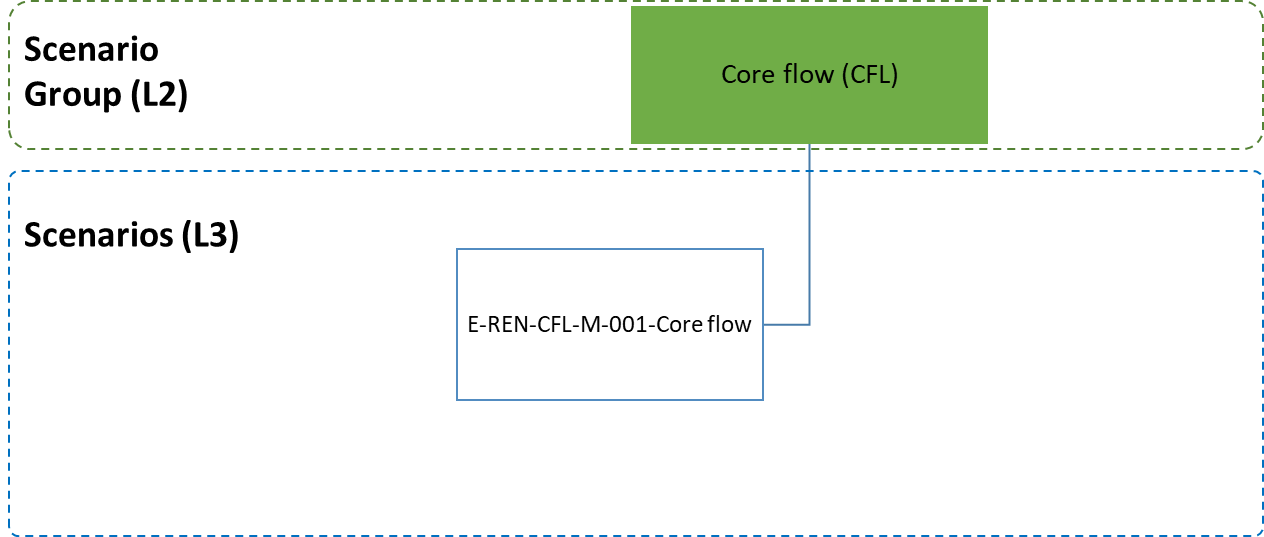 Scenario
Group (L2)
Core flow (CFL)
Scenarios (L3)
E-REN-CFL-M-001-Core flow